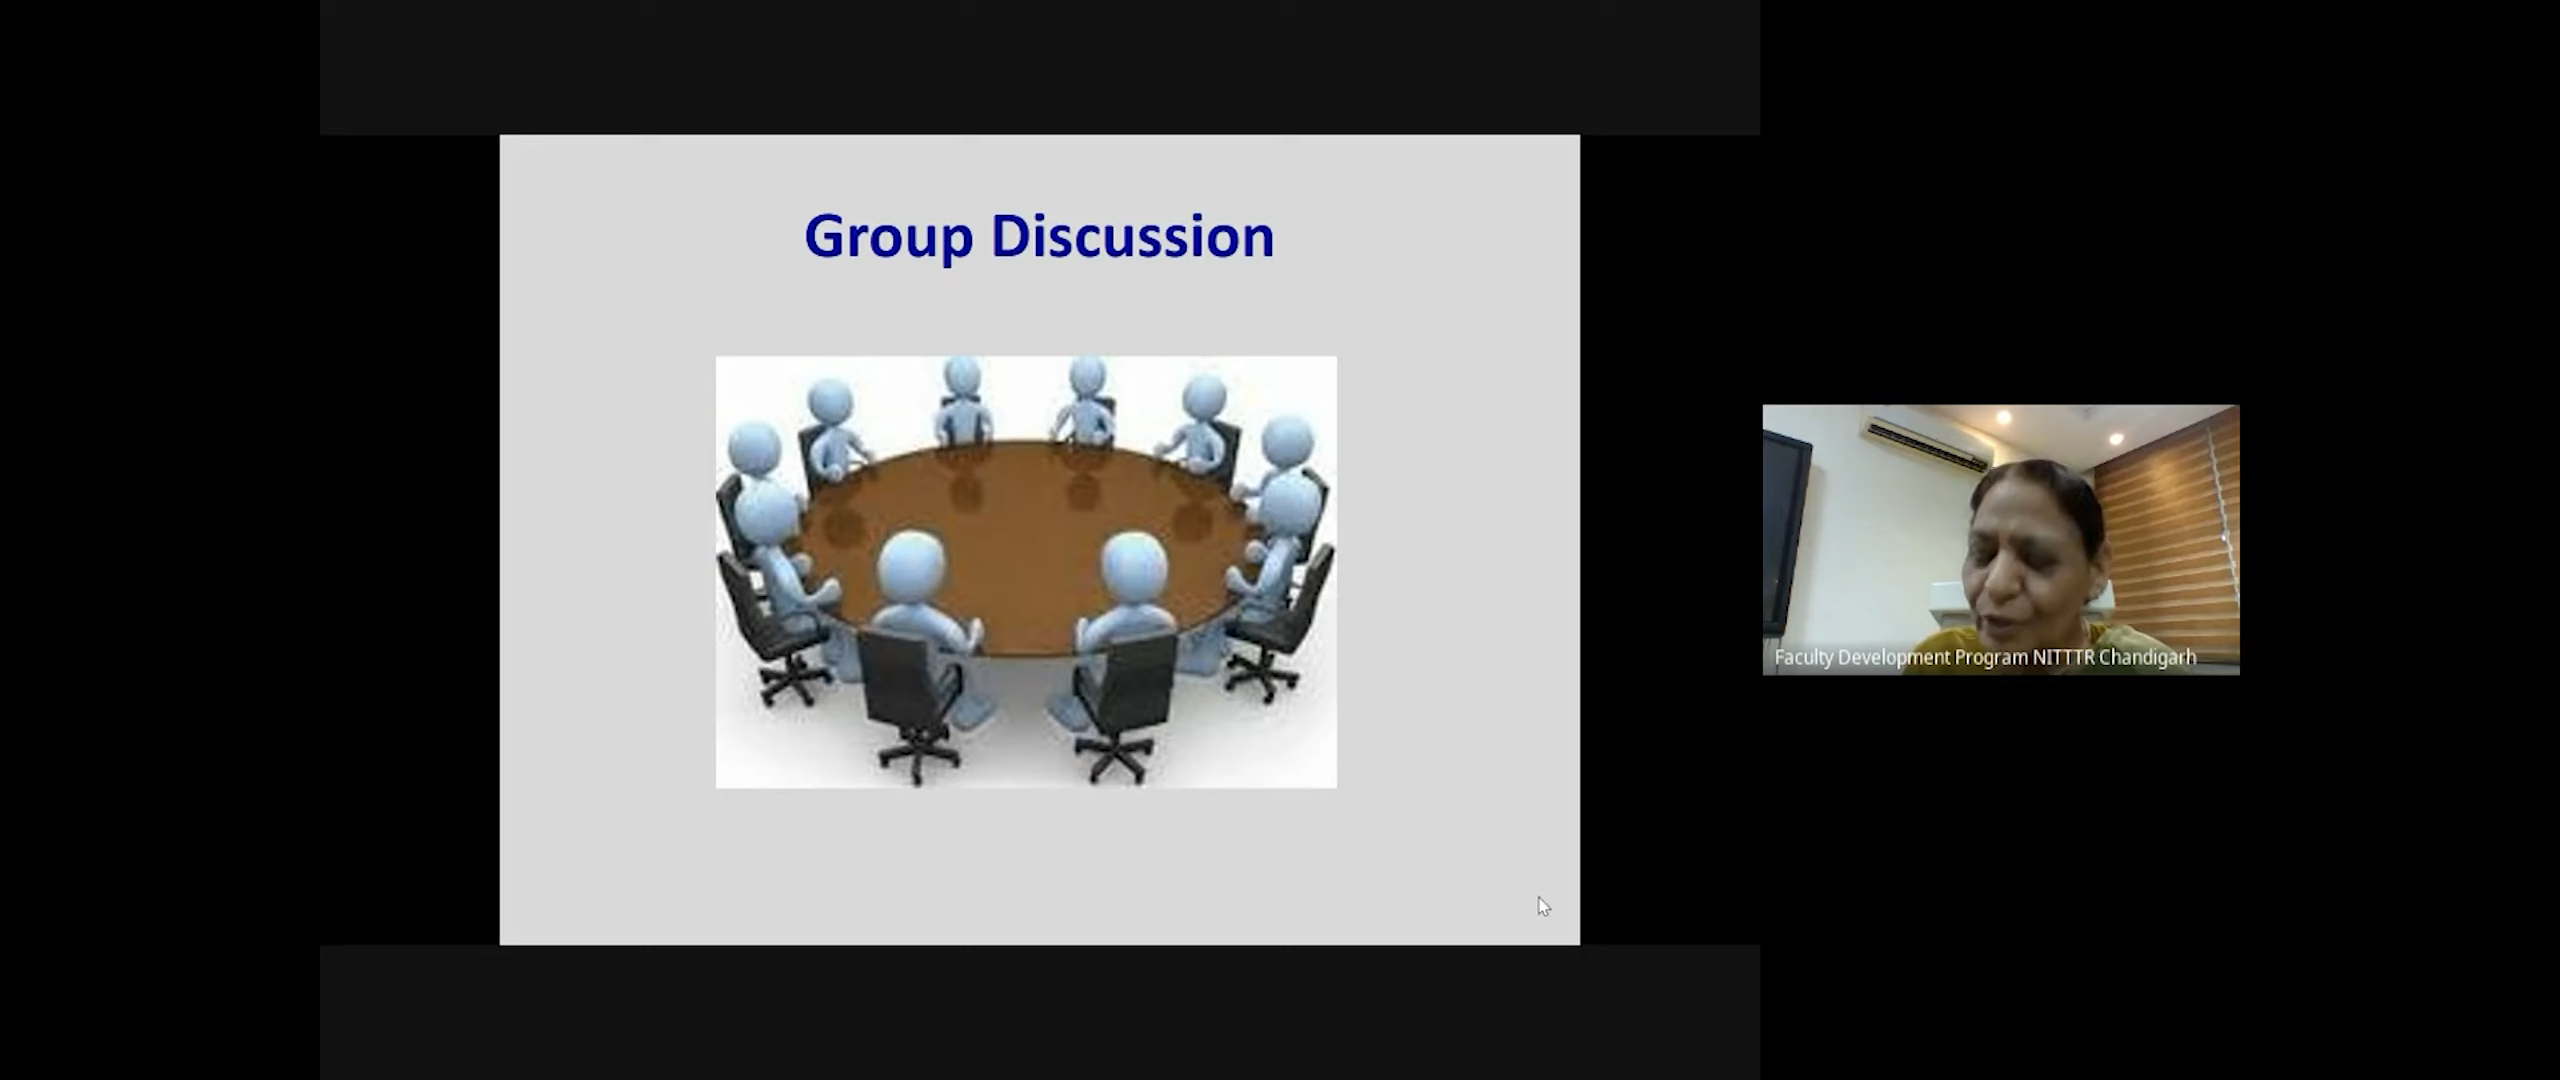 Group Discussion
Faculty Development Program NITTTR Chandigarh